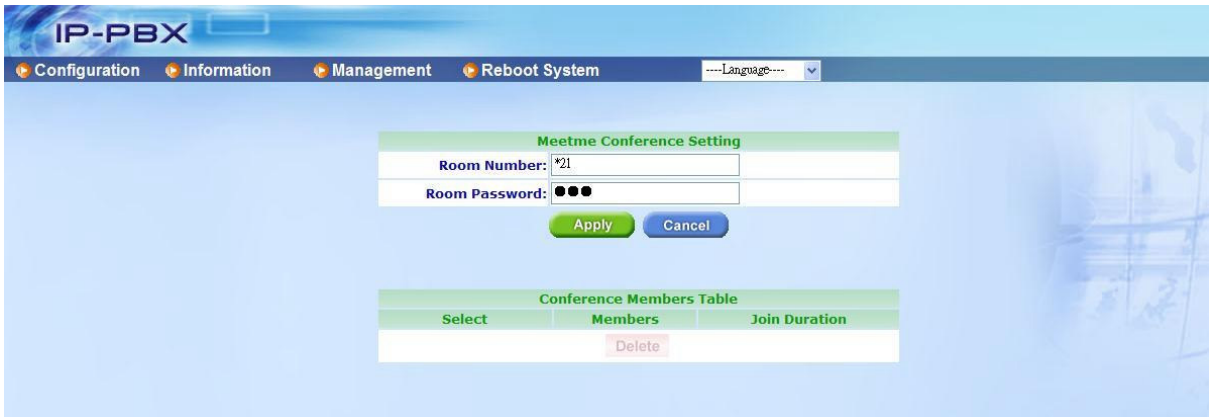 IP-PBX
Configuration Information Management Reboot System ----Language----
Meetme Conference Setting
Room Number: *21
Room Password: ●●●
Apply Cancel
Conference Members Table
Select Members Join Duration
Delete